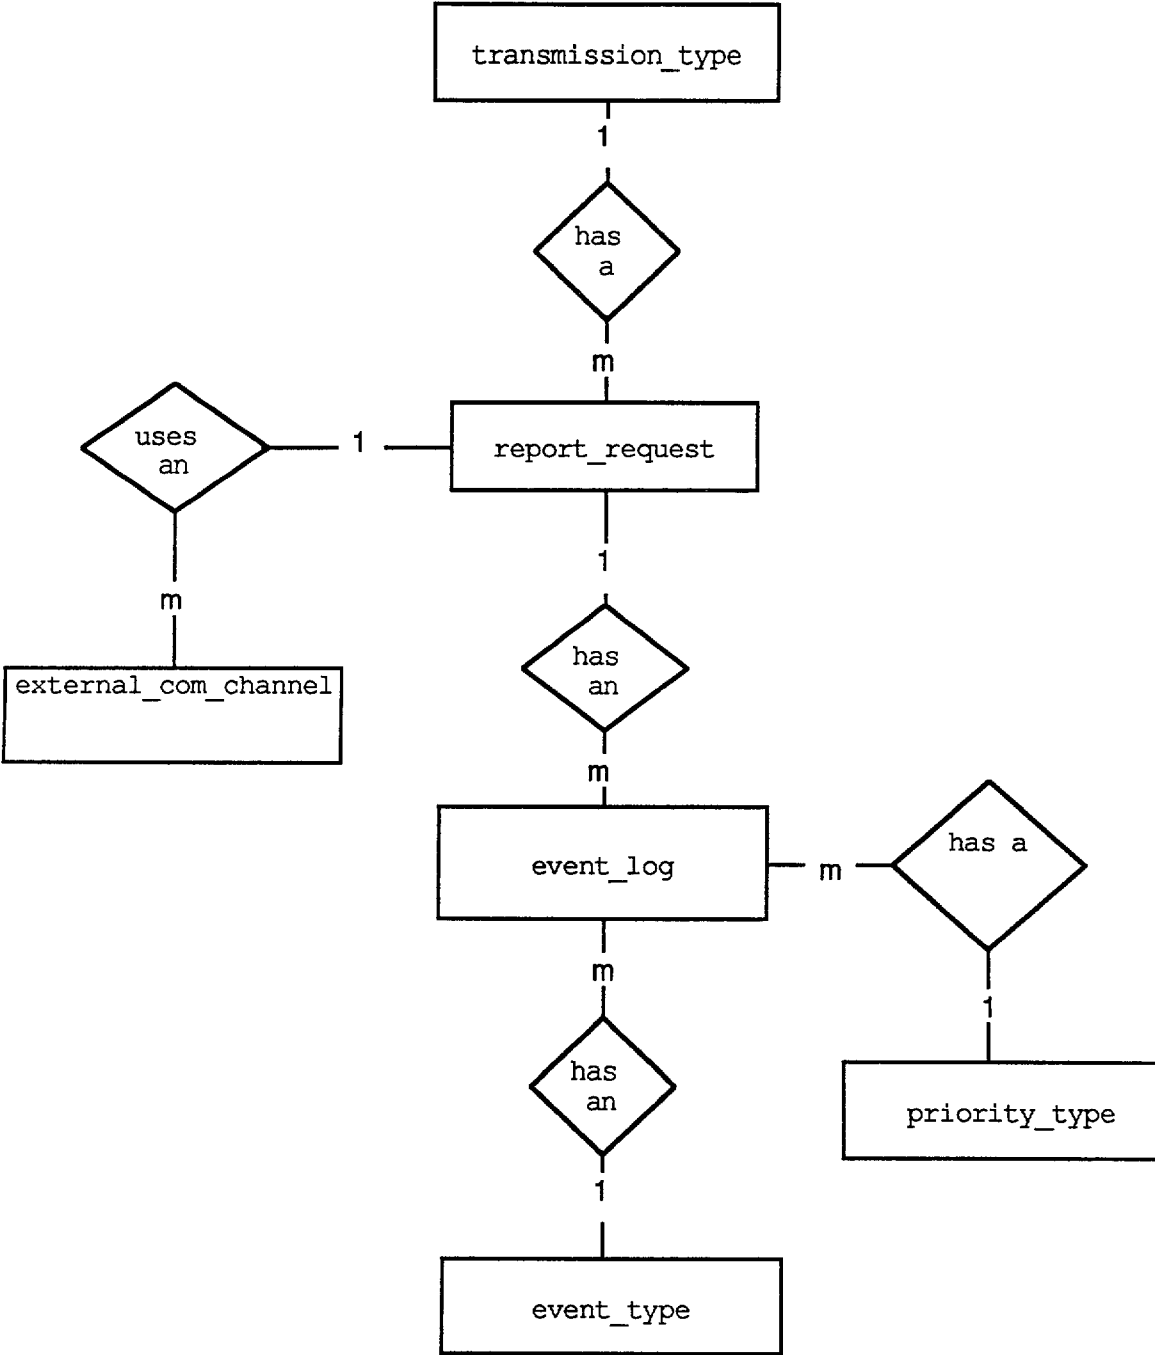 transmission_type
1
has
a
m
uses
an
1
report_request
1
m
has
an
external_com_channel
m
has a
event_log
m
m
1
has
an
priority_type
1
event_type